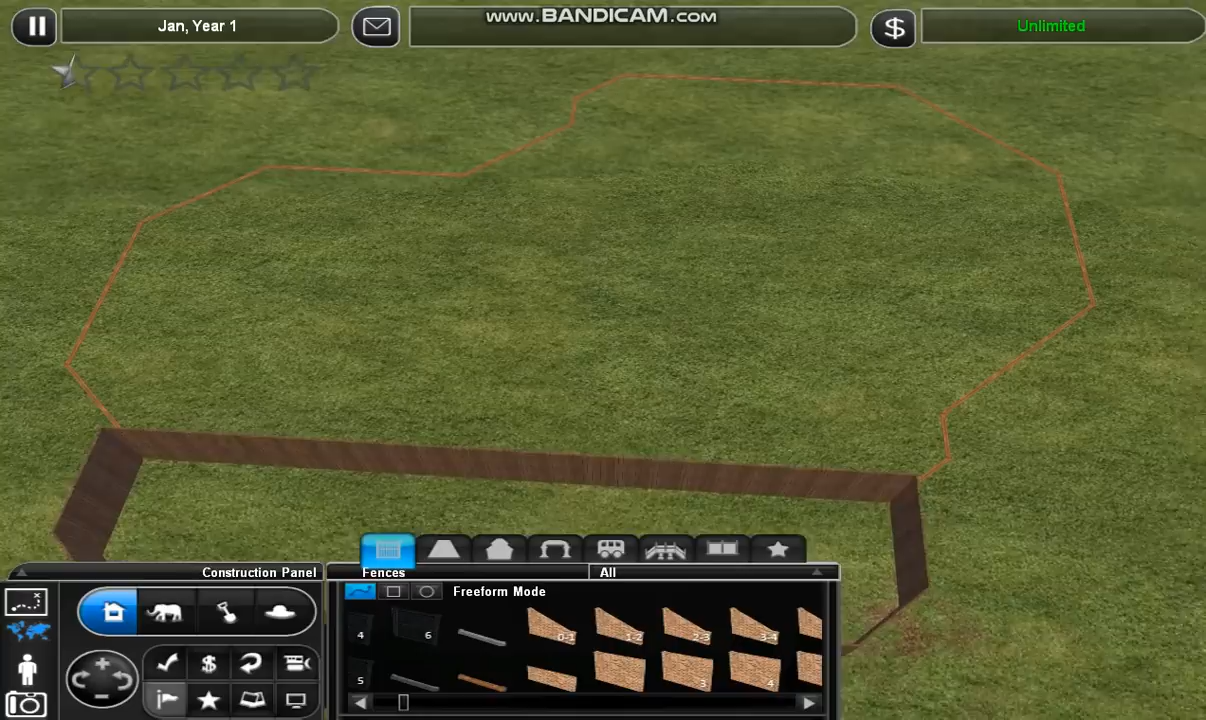 www.BANDICAM.com
Jan, Year 1
$
Unlimited
Construction Panel
Fences
All
Freeform Mode
4
6
0-1
1-2
2-3
3-4
5
3
4
$